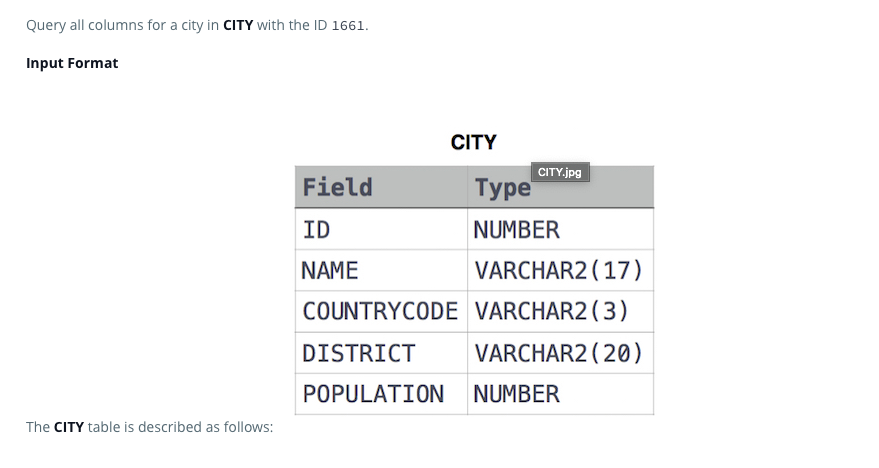 Query all columns for a city in CITY with the ID 1661.
Input Format
CITY
CITY.jpg
Field Type
ID NUMBER
NAME VARCHAR2(17)
COUNTRYCODE VARCHAR2(3)
DISTRICT VARCHAR2(20)
POPULATION NUMBER
The CITY table is described as follows: